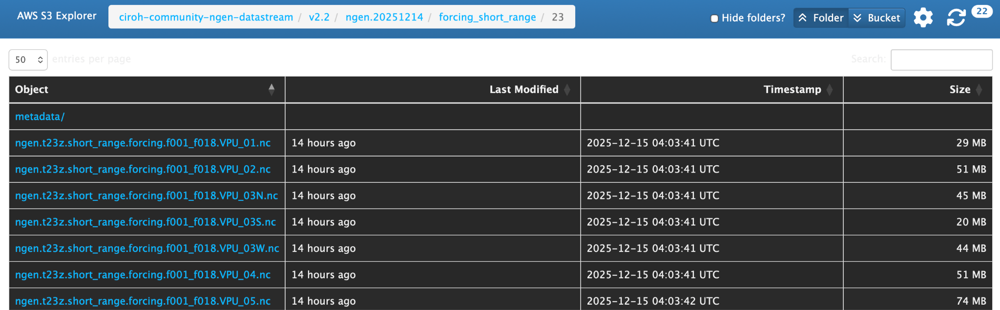 AWS S3 Explorer ciroh-community-ngen-datastream / v2.2 / ngen.20251214 / forcing_short_range / 23 Hide folders? Folder Bucket 22
50 entries per page Search:
Object Last Modified Timestamp Size
metadata/
ngen.t23z.short_range.forcing.f001_f018.VPU_01.nc 14 hours ago 2025-12-15 04:03:41 UTC 29 MB
ngen.t23z.short_range.forcing.f001_f018.VPU_02.nc 14 hours ago 2025-12-15 04:03:41 UTC 51 MB
ngen.t23z.short_range.forcing.f001_f018.VPU_03N.nc 14 hours ago 2025-12-15 04:03:41 UTC 45 MB
ngen.t23z.short_range.forcing.f001_f018.VPU_03S.nc 14 hours ago 2025-12-15 04:03:41 UTC 20 MB
ngen.t23z.short_range.forcing.f001_f018.VPU_03W.nc 14 hours ago 2025-12-15 04:03:41 UTC 44 MB
ngen.t23z.short_range.forcing.f001_f018.VPU_04.nc 14 hours ago 2025-12-15 04:03:41 UTC 51 MB
ngen.t23z.short_range.forcing.f001_f018.VPU_05.nc 14 hours ago 2025-12-15 04:03:42 UTC 74 MB